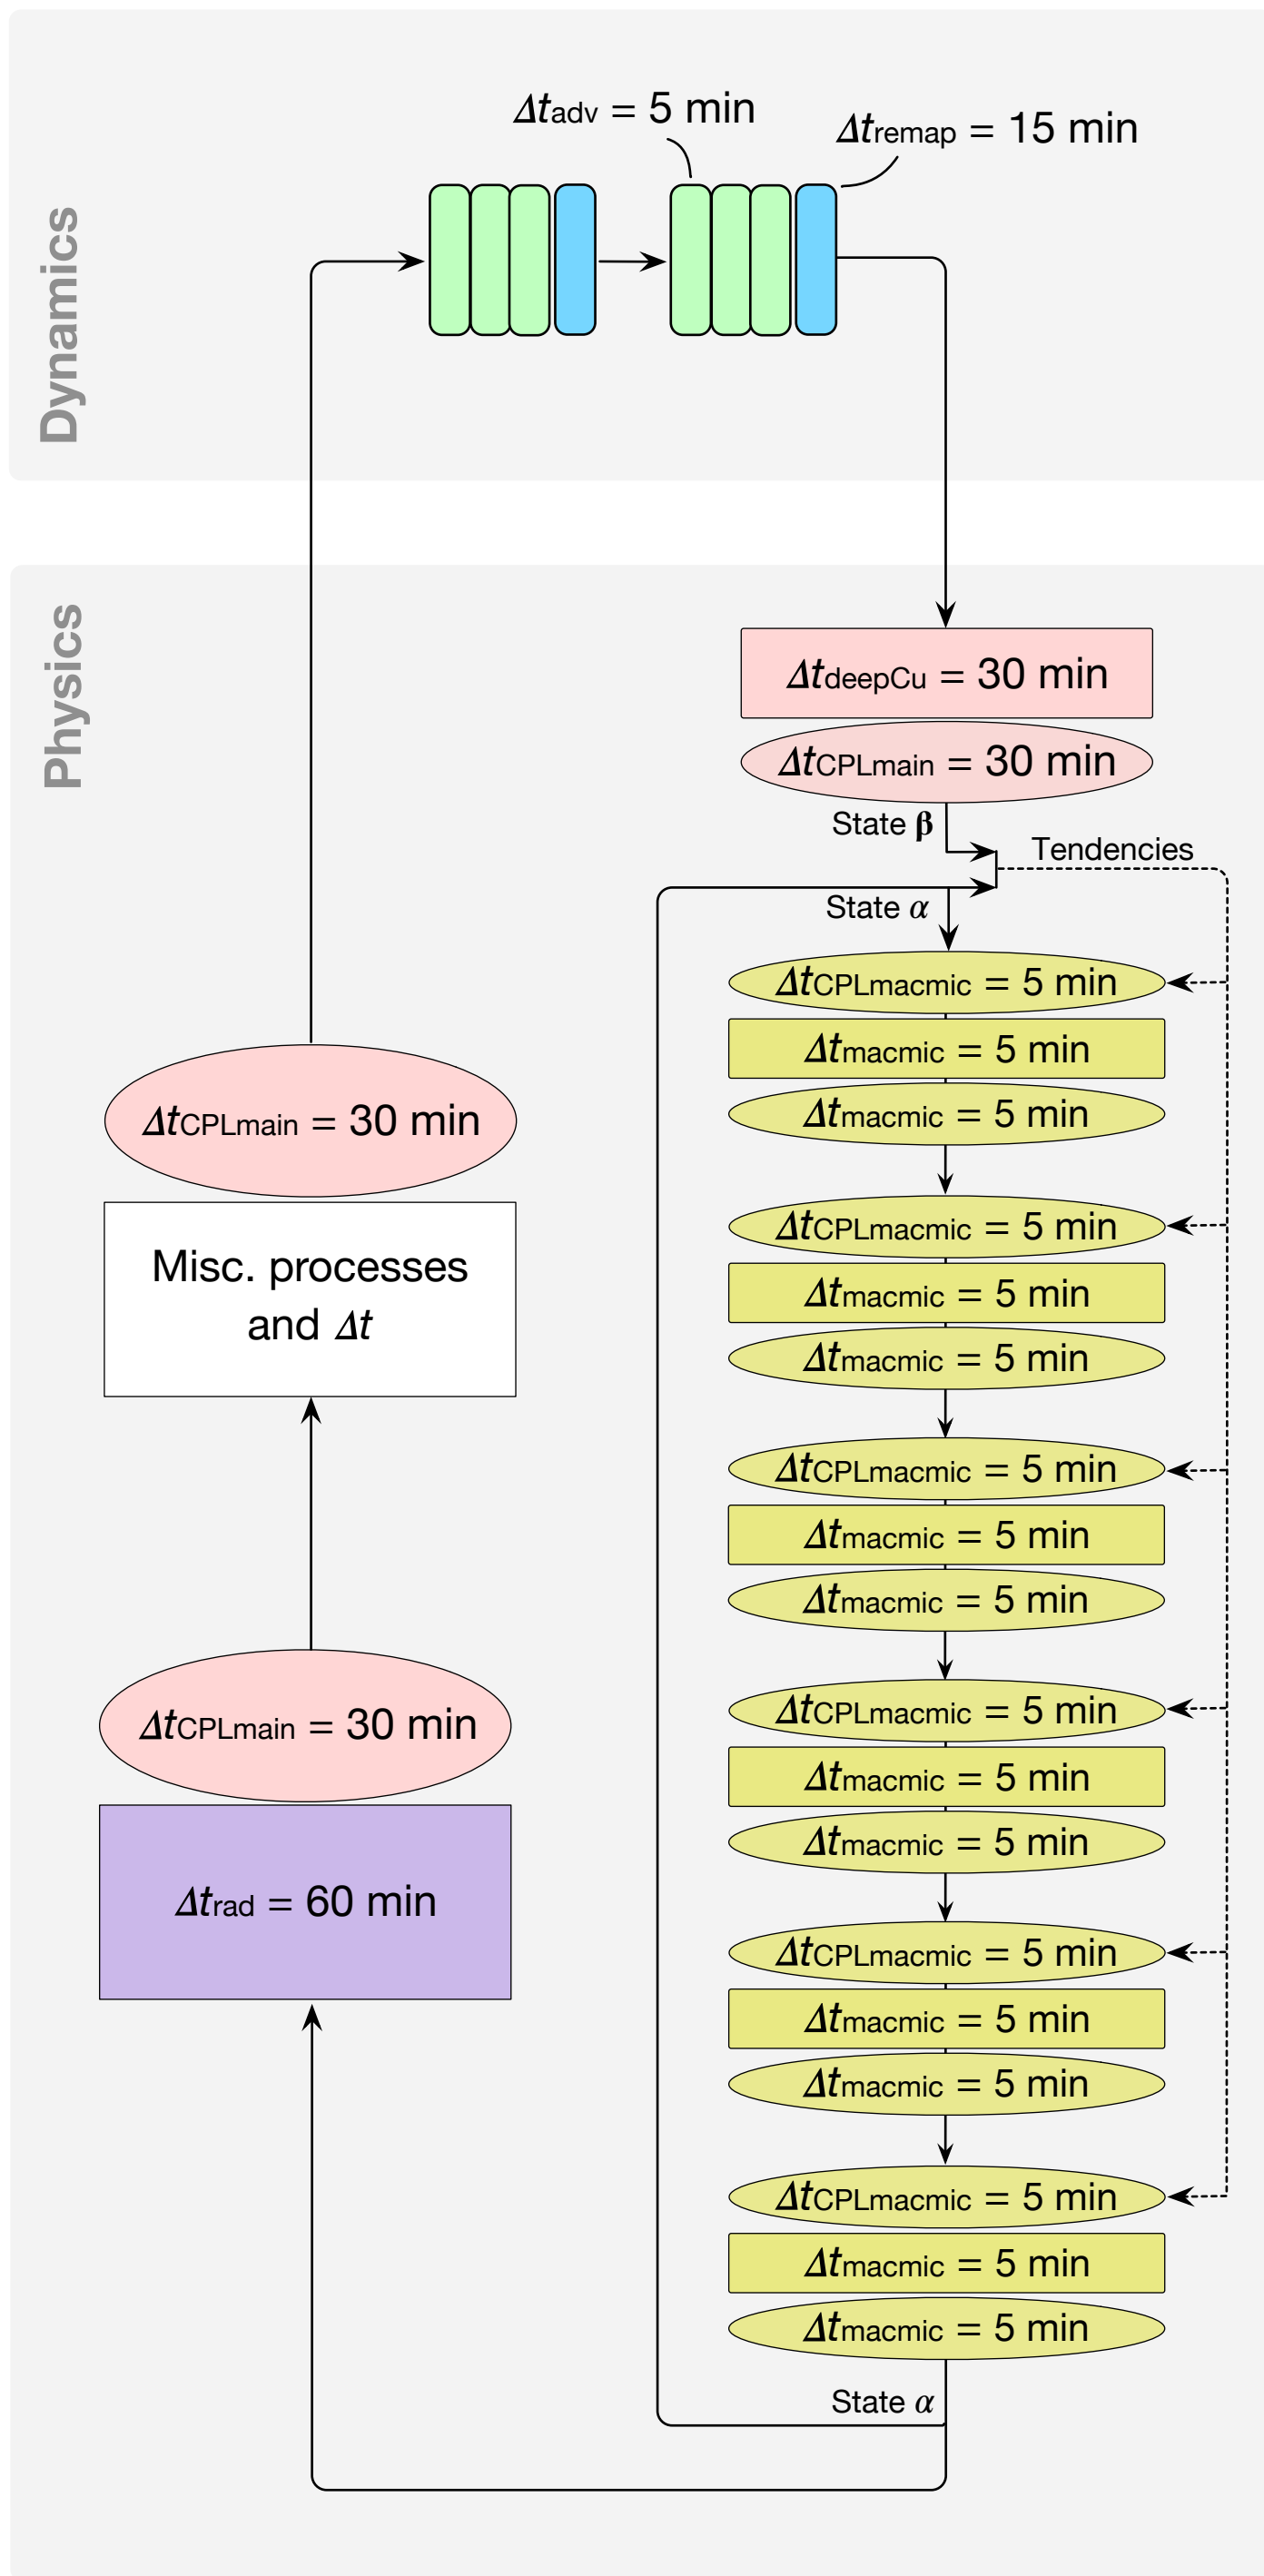 Dynamics
Δtadv = 5 min
Δtremap = 15 min
Physics
ΔtdeepCu = 30 min
ΔtCPLmain = 30 min
State β
Tendencies
State α
ΔtCPLmacmic = 5 min
Δtmacmic = 5 min
Δtmacmic = 5 min
ΔtCPLmacmic = 5 min
Δtmacmic = 5 min
Δtmacmic = 5 min
ΔtCPLmacmic = 5 min
Δtmacmic = 5 min
Δtmacmic = 5 min
ΔtCPLmacmic = 5 min
Δtmacmic = 5 min
Δtmacmic = 5 min
ΔtCPLmacmic = 5 min
Δtmacmic = 5 min
Δtmacmic = 5 min
ΔtCPLmacmic = 5 min
Δtmacmic = 5 min
Δtmacmic = 5 min
State α
ΔtCPLmain = 30 min
Misc. processes
and Δt
ΔtCPLmain = 30 min
Δtrad = 60 min